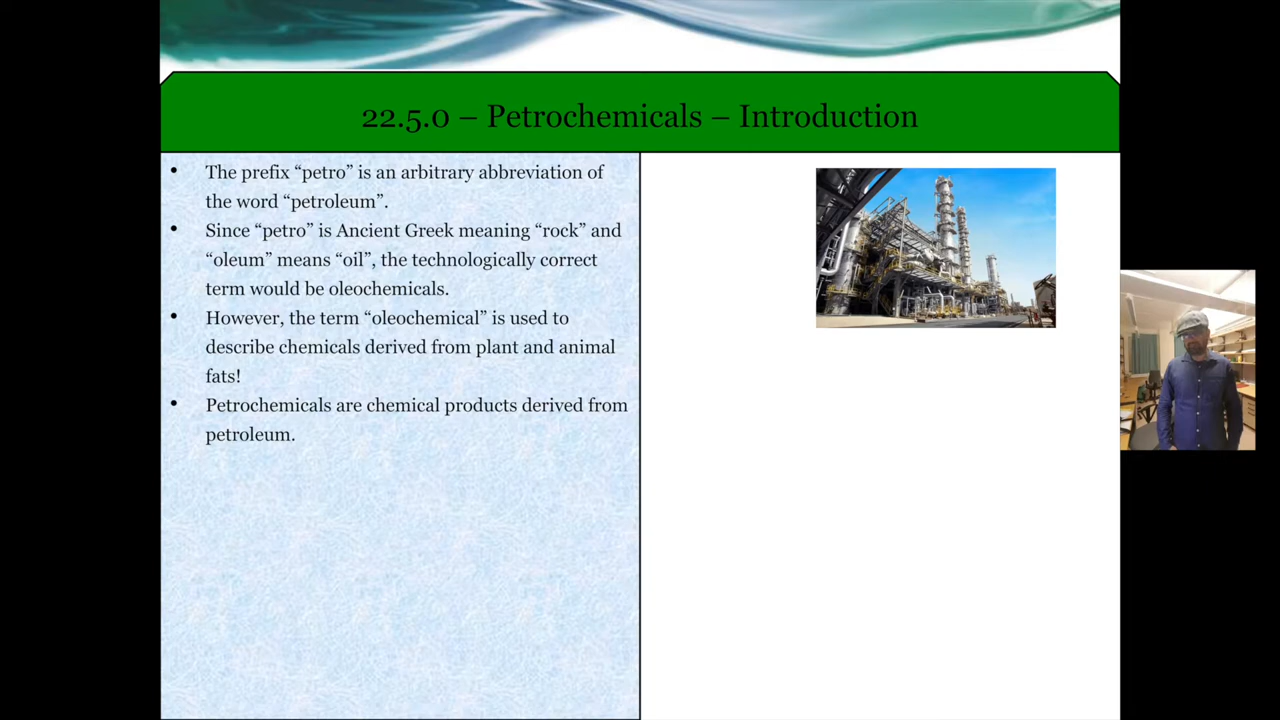 22.5.0 – Petrochemicals – Introduction
• The prefix “petro” is an arbitrary abbreviation of
the word “petroleum”.
• Since “petro” is Ancient Greek meaning “rock” and
“oleum” means “oil”, the technologically correct
term would be oleochemicals.
• However, the term “oleochemical” is used to
describe chemicals derived from plant and animal
fats!
• Petrochemicals are chemical products derived from
petroleum.